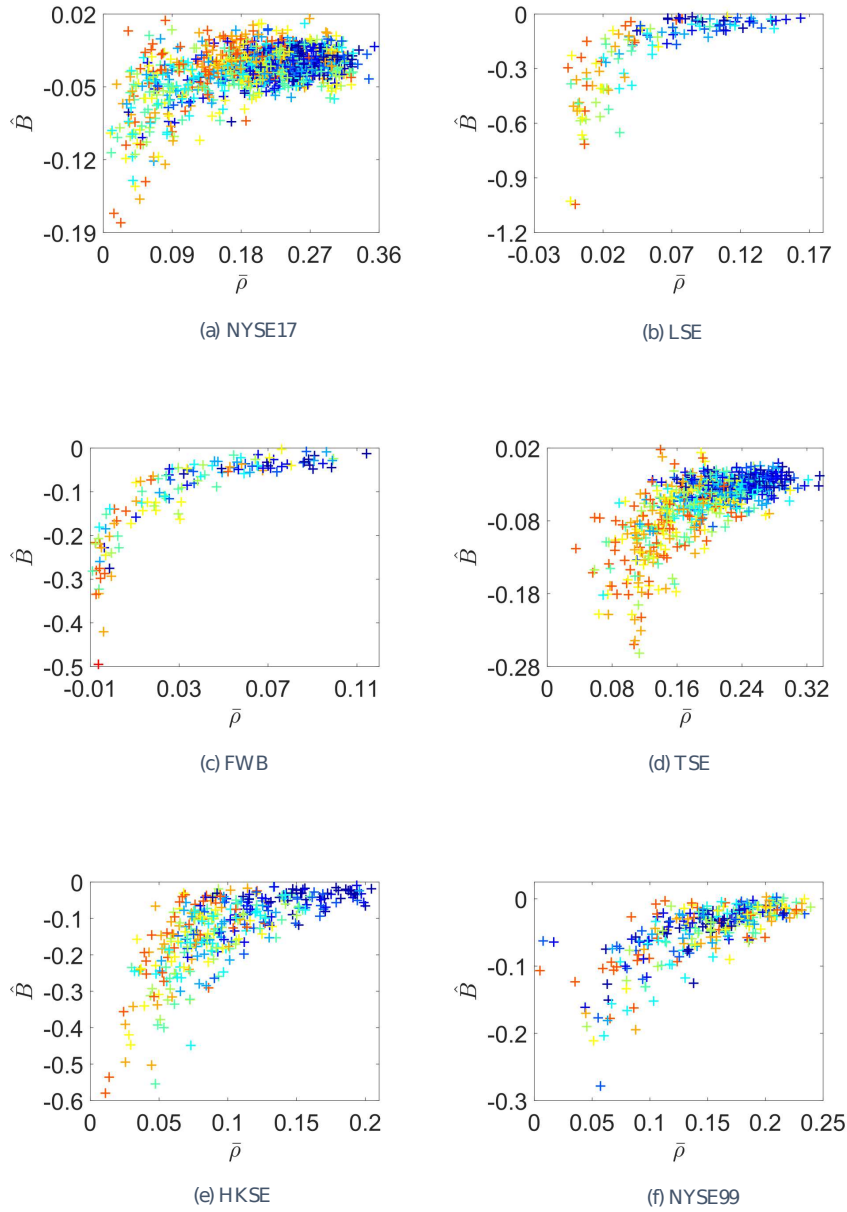 0.02
-0.05
-0.12
-0.19
0 0.09 0.18 0.27 0.36
B̂
ρ̄
(a) NYSE17
0
-0.3
-0.6
-0.9
-1.2
-0.03 0.02 0.07 0.12 0.17
B̂
ρ̄
(b) LSE
0
-0.1
-0.2
-0.3
-0.4
-0.5
-0.01 0.03 0.07 0.11
B̂
ρ̄
(c) FWB
0.02
-0.08
-0.18
-0.28
0 0.08 0.16 0.24 0.32
B̂
ρ̄
(d) TSE
0
-0.1
-0.2
-0.3
-0.4
-0.5
-0.6
0 0.05 0.1 0.15 0.2
B̂
ρ̄
(e) HKSE
0
-0.1
-0.2
-0.3
0 0.05 0.1 0.15 0.2 0.25
B̂
ρ̄
(f) NYSE99